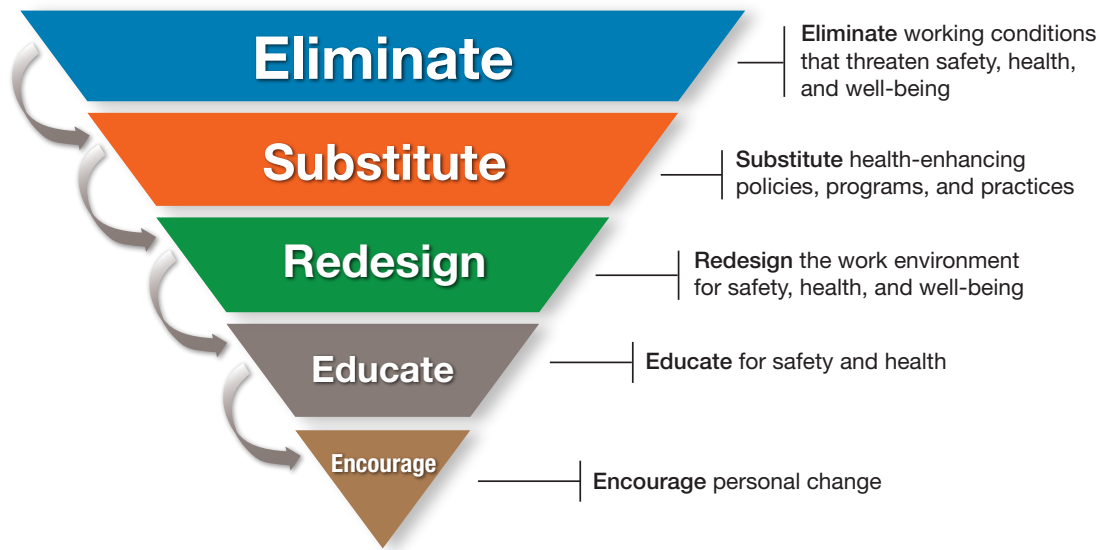 Eliminate
Eliminate working conditions
that threaten safety, health,
and well-being
Substitute
Substitute health-enhancing
policies, programs, and practices
Redesign
Redesign the work environment
for safety, health, and well-being
Educate
Educate for safety and health
Encourage
Encourage personal change